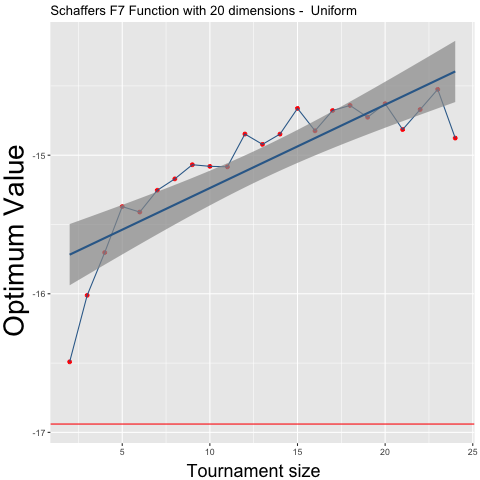 Schaffers F7 Function with 20 dimensions - Uniform
Optimum Value
-15
-16
-17
5 10 15 20 25
Tournament size